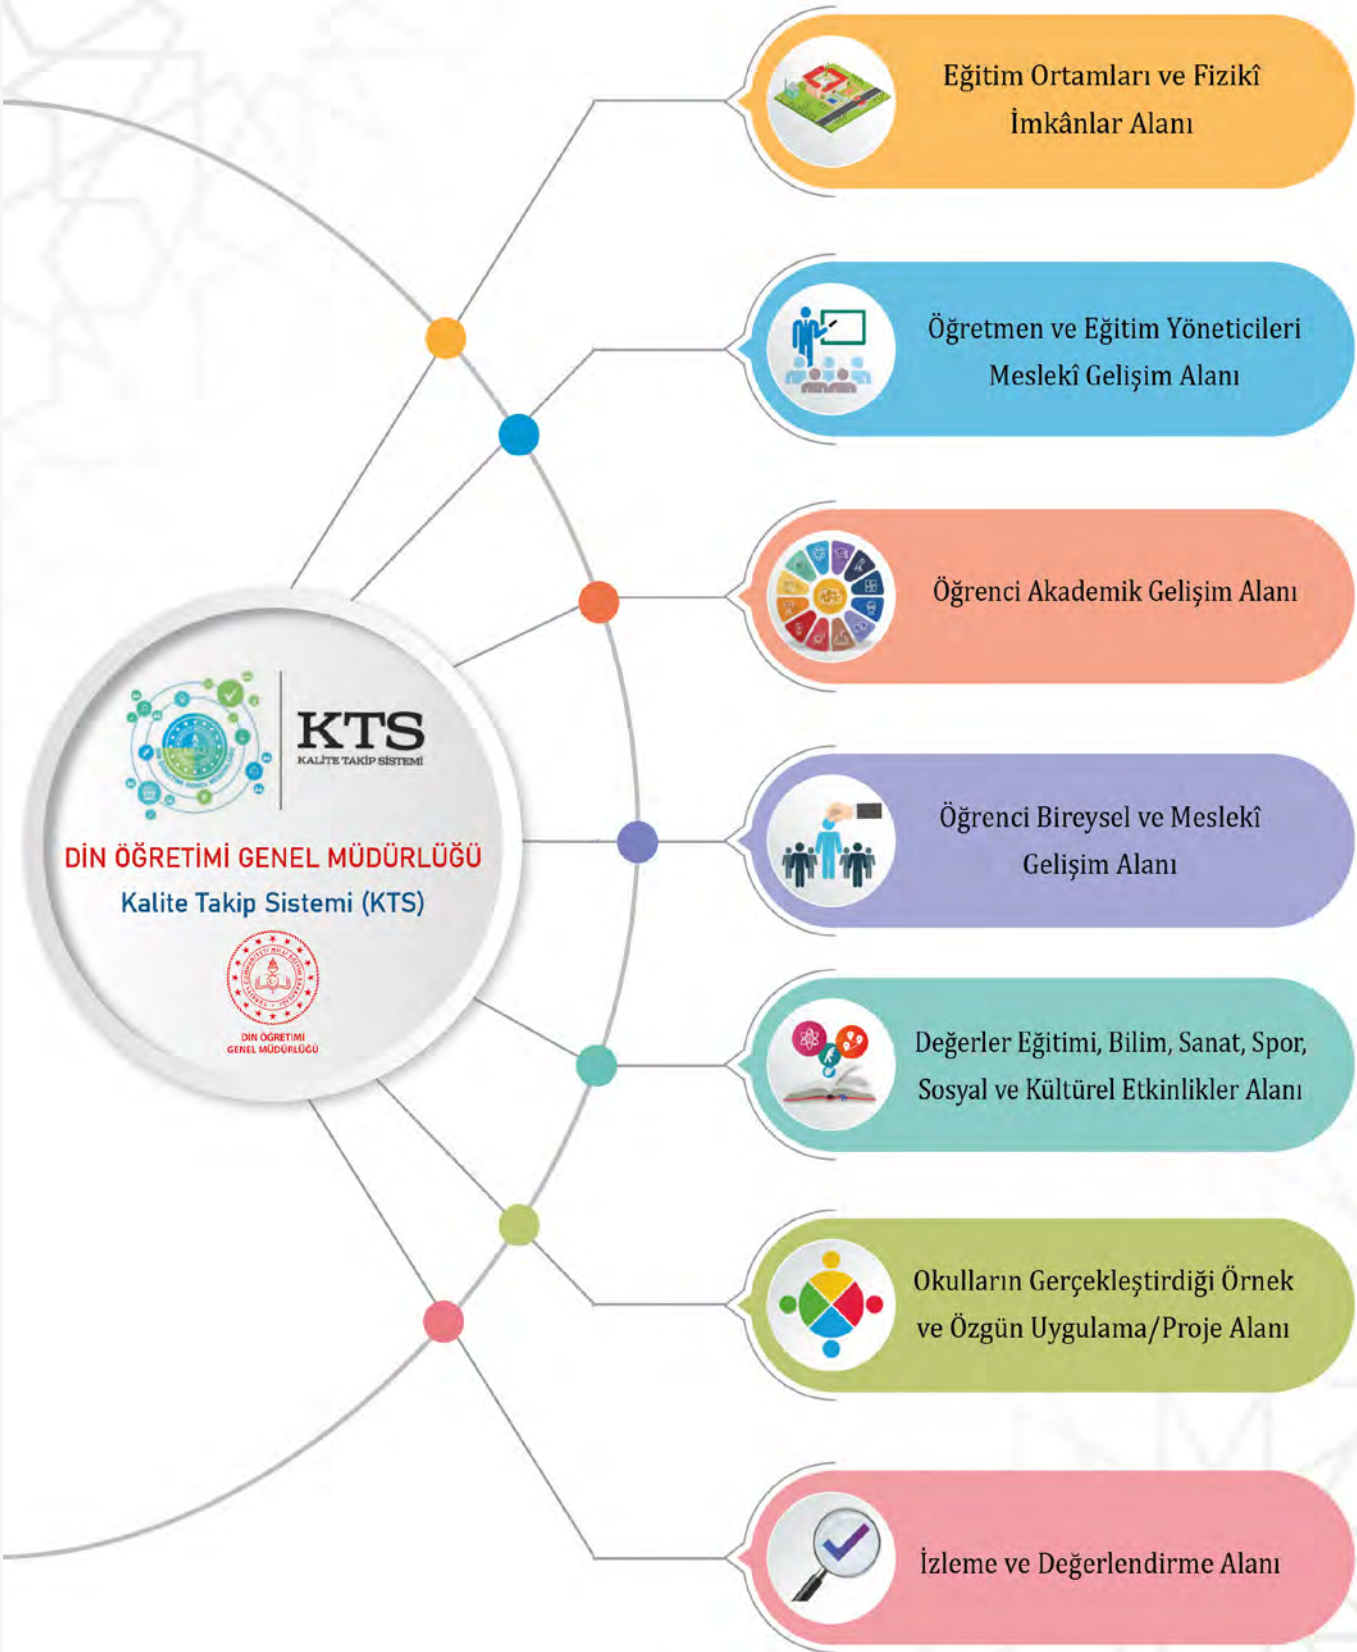 Eğitim Ortamları ve Fizikî
İmkânlar Alanı
Öğretmen ve Eğitim Yöneticileri
Meslekî Gelişim Alanı
Öğrenci Akademik Gelişim Alanı
KTS
KALİTE TAKİP SİSTEMİ
DİN ÖĞRETİMİ GENEL MÜDÜRLÜĞÜ
Kalite Takip Sistemi (KTS)
DİN ÖĞRETİMİ
GENEL MÜDÜRLÜĞÜ
Öğrenci Bireysel ve Meslekî
Gelişim Alanı
Değerler Eğitimi, Bilim, Sanat, Spor,
Sosyal ve Kültürel Etkinlikler Alanı
Okulların Gerçekleştirdiği Örnek
ve Özgün Uygulama/Proje Alanı
İzleme ve Değerlendirme Alanı